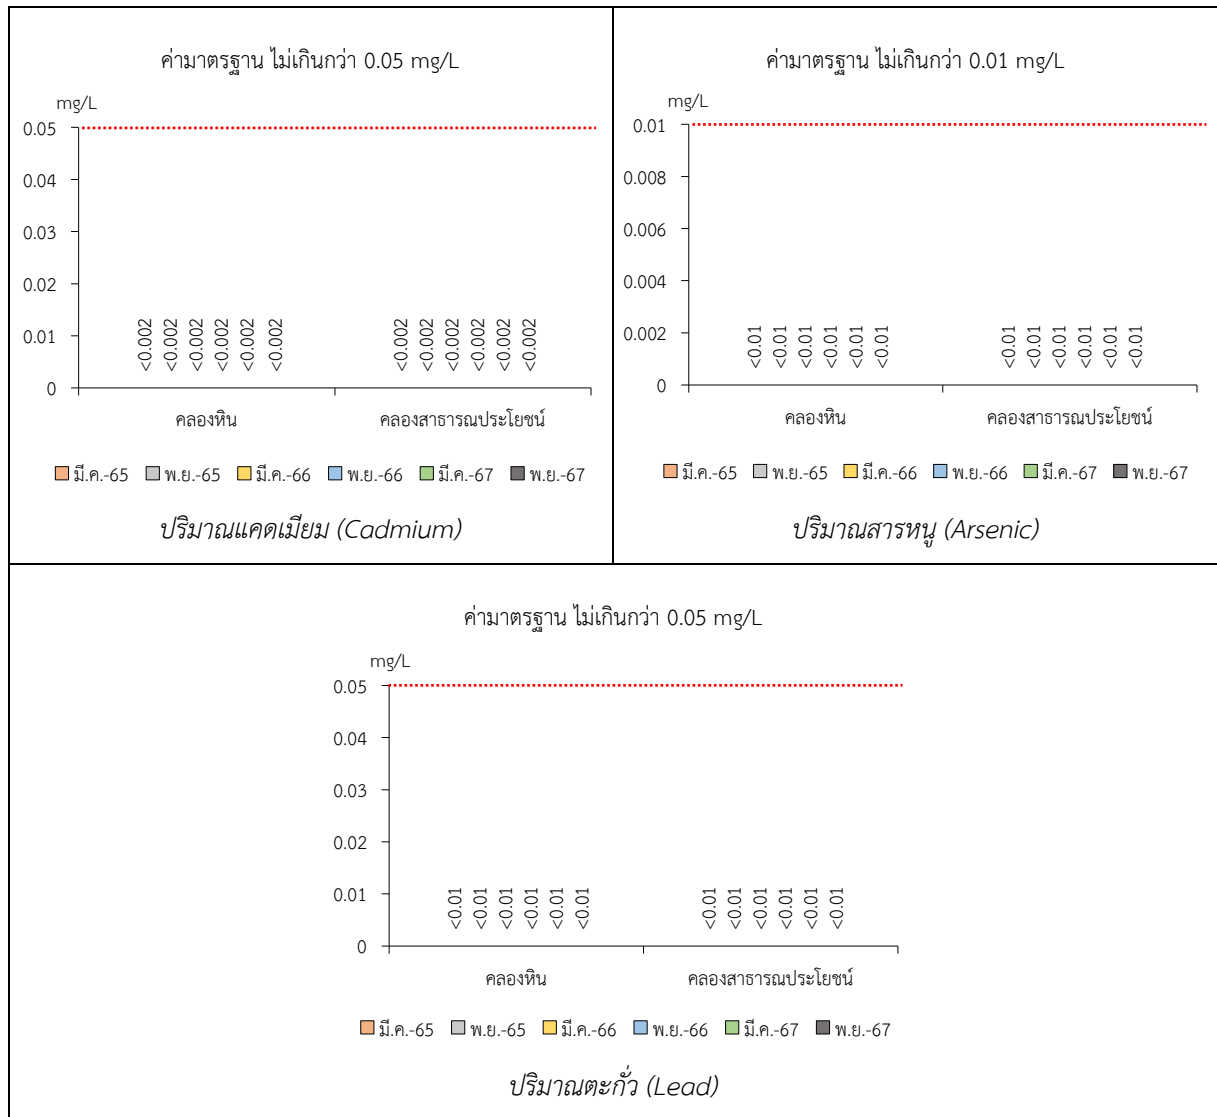 ค่ามาตรฐาน ไม่เกินกว่า 0.05 mg/L
mg/L
0.05
0.04
0.03
0.02
0.01
0
<0.002 <0.002 <0.002 <0.002 <0.002 <0.002 <0.002 <0.002 <0.002 <0.002 <0.002 <0.002
คลองหิน คลองสาธารณประโยชน์
มี.ค.-65 พ.ย.-65 มี.ค.-66 พ.ย.-66 มี.ค.-67 พ.ย.-67
ปริมาณแคดเมียม (Cadmium)
ค่ามาตรฐาน ไม่เกินกว่า 0.01 mg/L
mg/L
0.01
0.008
0.006
0.004
0.002
0
<0.01 <0.01 <0.01 <0.01 <0.01 <0.01 <0.01 <0.01 <0.01 <0.01 <0.01 <0.01
คลองหิน คลองสาธารณประโยชน์
มี.ค.-65 พ.ย.-65 มี.ค.-66 พ.ย.-66 มี.ค.-67 พ.ย.-67
ปริมาณสารหนู (Arsenic)
ค่ามาตรฐาน ไม่เกินกว่า 0.05 mg/L
mg/L
0.05
0.04
0.03
0.02
0.01
0
<0.01 <0.01 <0.01 <0.01 <0.01 <0.01 <0.01 <0.01 <0.01 <0.01 <0.01 <0.01
คลองหิน คลองสาธารณประโยชน์
มี.ค.-65 พ.ย.-65 มี.ค.-66 พ.ย.-66 มี.ค.-67 พ.ย.-67
ปริมาณตะกั่ว (Lead)